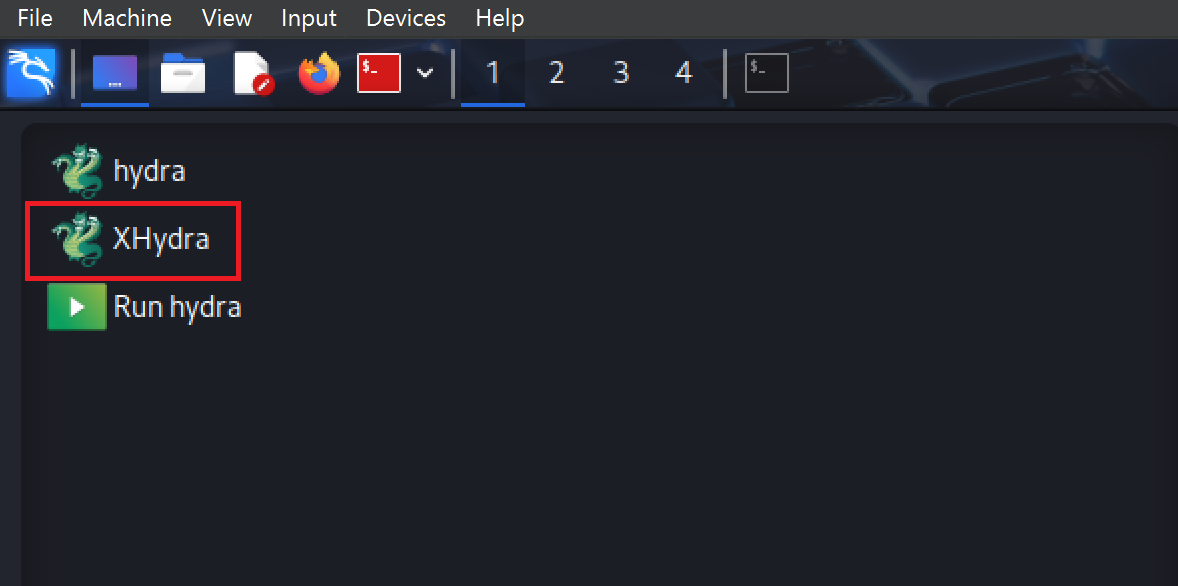 File Machine View Input Devices Help
$_ 1 2 3 4 $_
hydra
XHydra
Run hydra